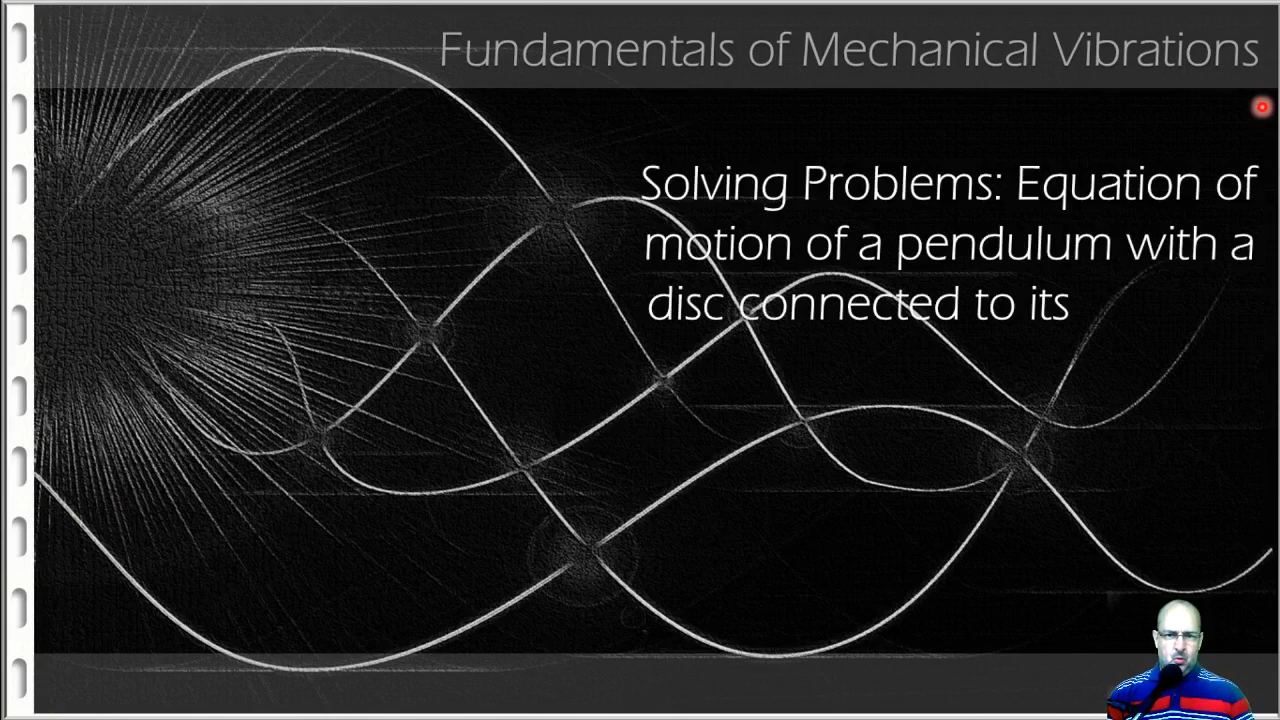 Fundamentals of Mechanical Vibrations
Solving Problems: Equation of
motion of a pendulum with a
disc connected to its